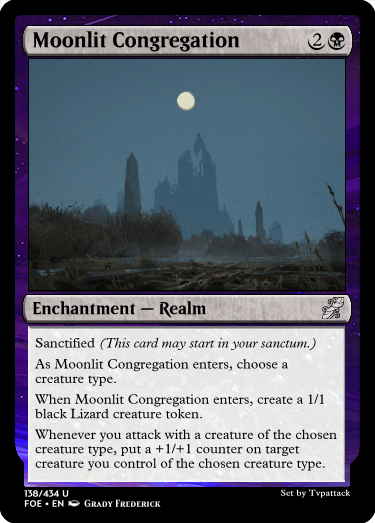 Moonlit Congregation 2
Enchantment — Realm
Sanctified (This card may start in your sanctum.)
As Moonlit Congregation enters, choose a
creature type.
When Moonlit Congregation enters, create a 1/1
black Lizard creature token.
Whenever you attack with a creature of the chosen
creature type, put a +1/+1 counter on target
creature you control of the chosen creature type.
138/434 U Set by Tvpattack
FOE • EN Grady Frederick